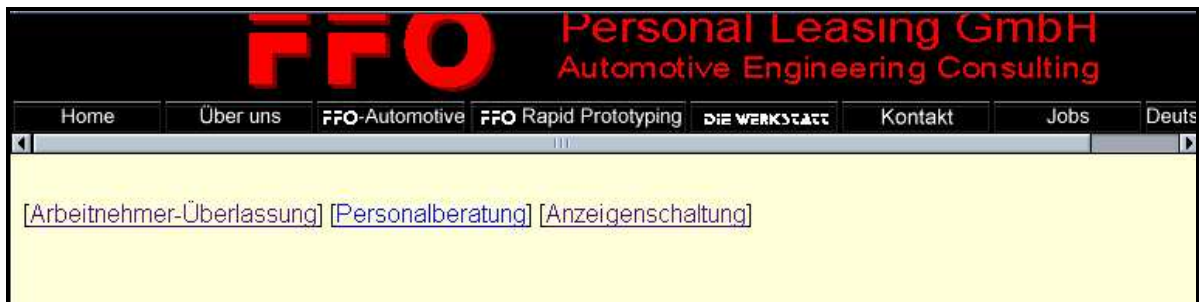 FFO Personal Leasing GmbH
Automotive Engineering Consulting
Home Über uns FFO-Automotive FFO Rapid Prototyping DIE WERKSTATT Kontakt Jobs Deuts
[Arbeitnehmer-Überlassung] [Personalberatung] [Anzeigenschaltung]